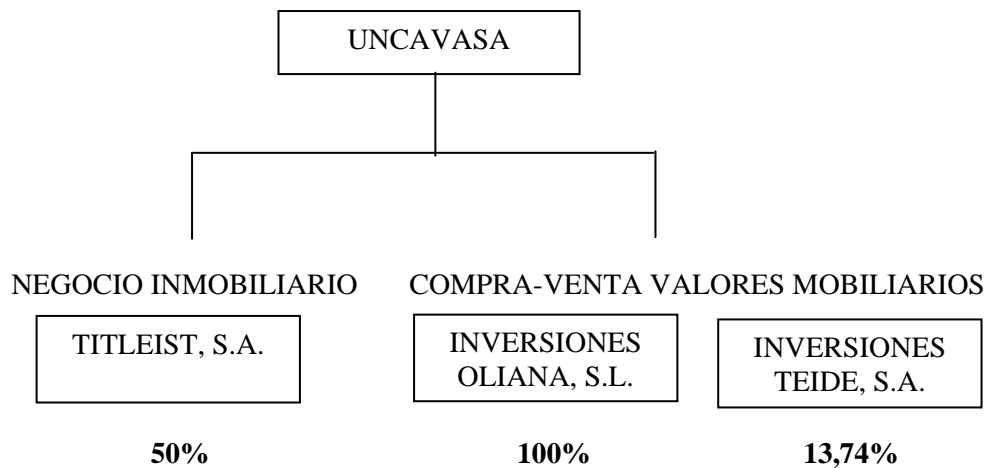 UNCAVASA
NEGOCIO INMOBILIARIO
COMPRA-VENTA VALORES MOBILIARIOS
TITLEIST, S.A.
INVERSIONES
OLIANA, S.L.
INVERSIONES
TEIDE, S.A.
50%
100%
13,74%